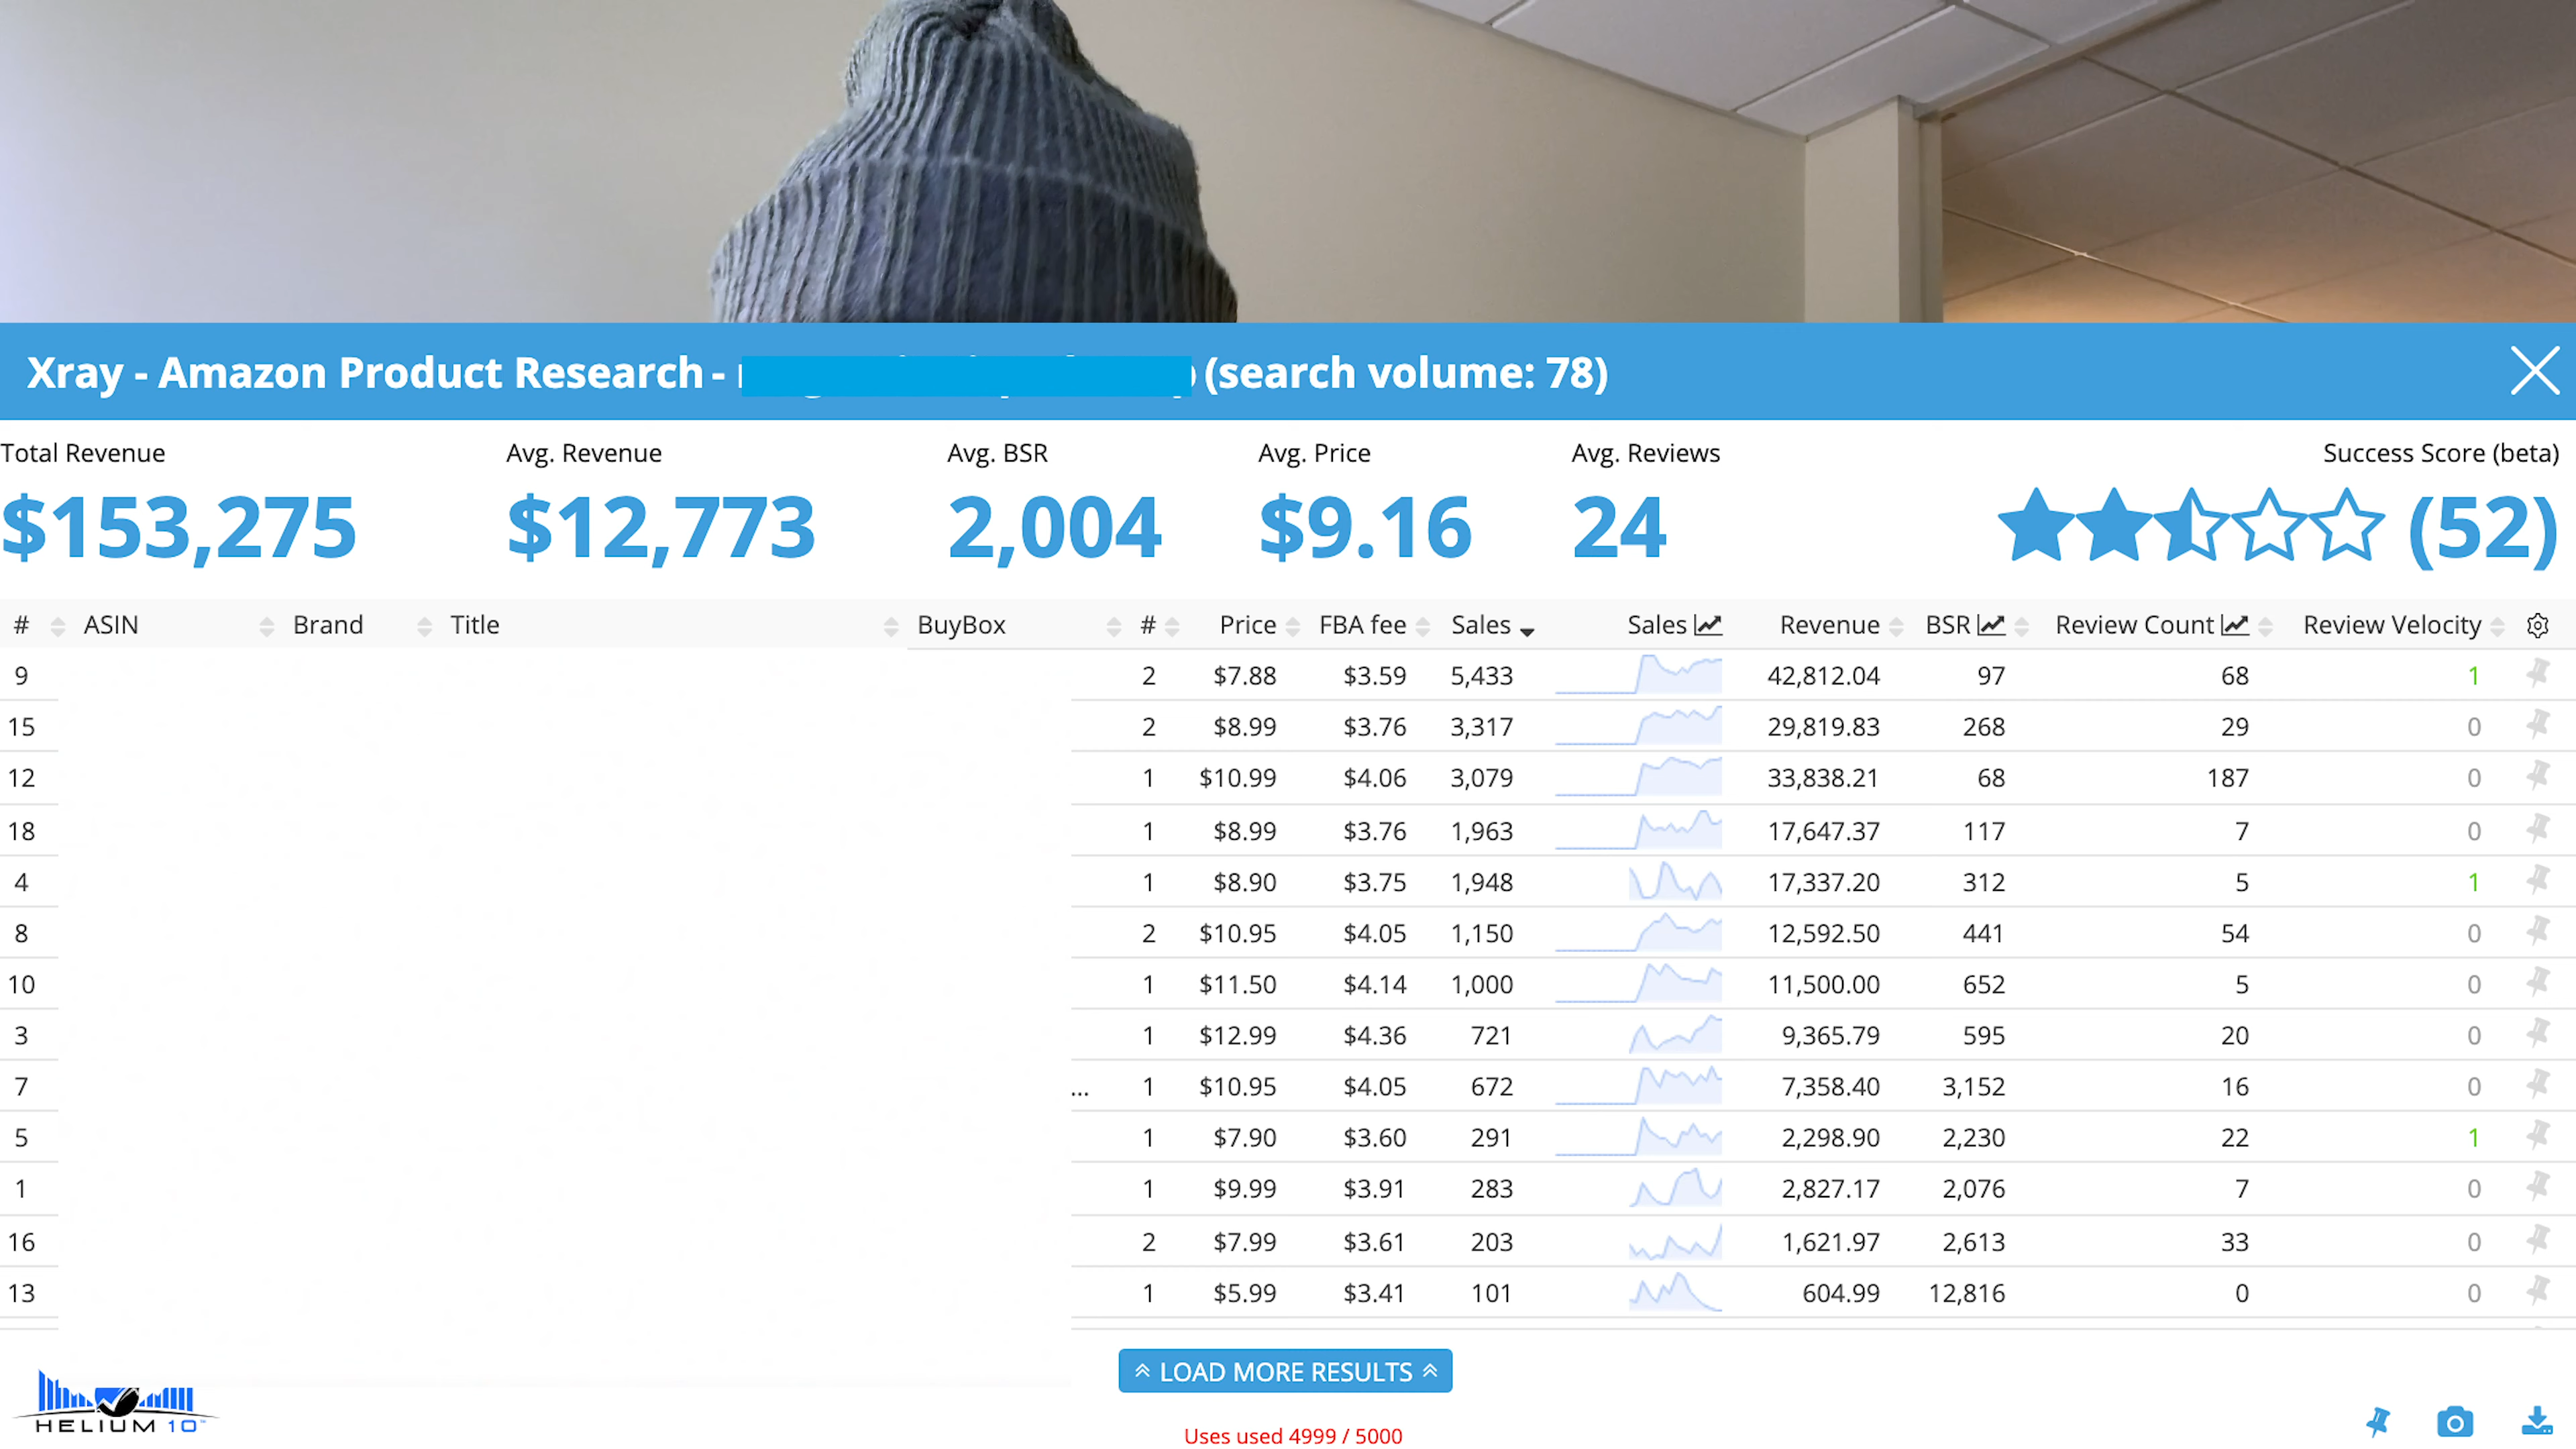 Xray - Amazon Product Research - (search volume: 78)
Total Revenue Avg. Revenue Avg. BSR Avg. Price Avg. Reviews Success Score (beta)
$153,275 $12,773 2,004 $9.16 24 (52)
# ASIN Brand Title BuyBox # Price FBA fee Sales Sales Revenue BSR Review Count Review Velocity
9 2 $7.88 $3.59 5,433 42,812.04 97 68 1
15 2 $8.99 $3.76 3,317 29,819.83 268 29 0
12 1 $10.99 $4.06 3,079 33,838.21 68 187 0
18 1 $8.99 $3.76 1,963 17,647.37 117 7 0
4 1 $8.90 $3.75 1,948 17,337.20 312 5 1
8 2 $10.95 $4.05 1,150 12,592.50 441 54 0
10 1 $11.50 $4.14 1,000 11,500.00 652 5 0
3 1 $12.99 $4.36 721 9,365.79 595 20 0
7 ... 1 $10.95 $4.05 672 7,358.40 3,152 16 0
5 1 $7.90 $3.60 291 2,298.90 2,230 22 1
1 1 $9.99 $3.91 283 2,827.17 2,076 7 0
16 2 $7.99 $3.61 203 1,621.97 2,613 33 0
13 1 $5.99 $3.41 101 604.99 12,816 0 0
LOAD MORE RESULTS
HELIUM 10
Uses used 4999 / 5000